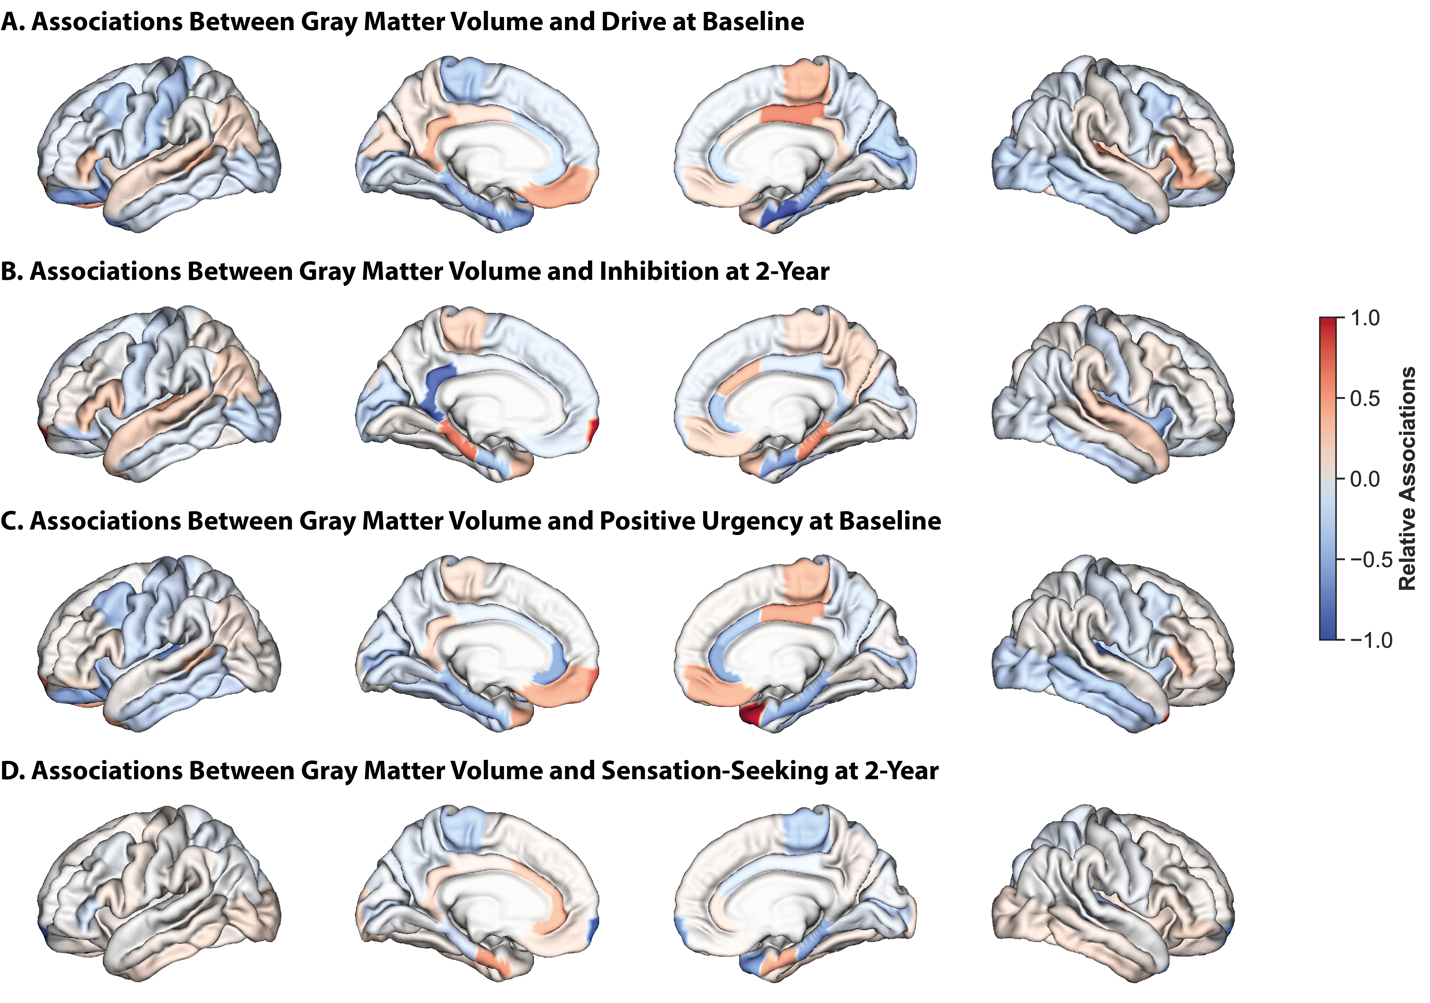 A. Associations Between Gray Matter Volume and Drive at Baseline
B. Associations Between Gray Matter Volume and Inhibition at 2-Year
1.0
0.5
0.0
−0.5
−1.0
Relative Associations
C. Associations Between Gray Matter Volume and Positive Urgency at Baseline
D. Associations Between Gray Matter Volume and Sensation-Seeking at 2-Year